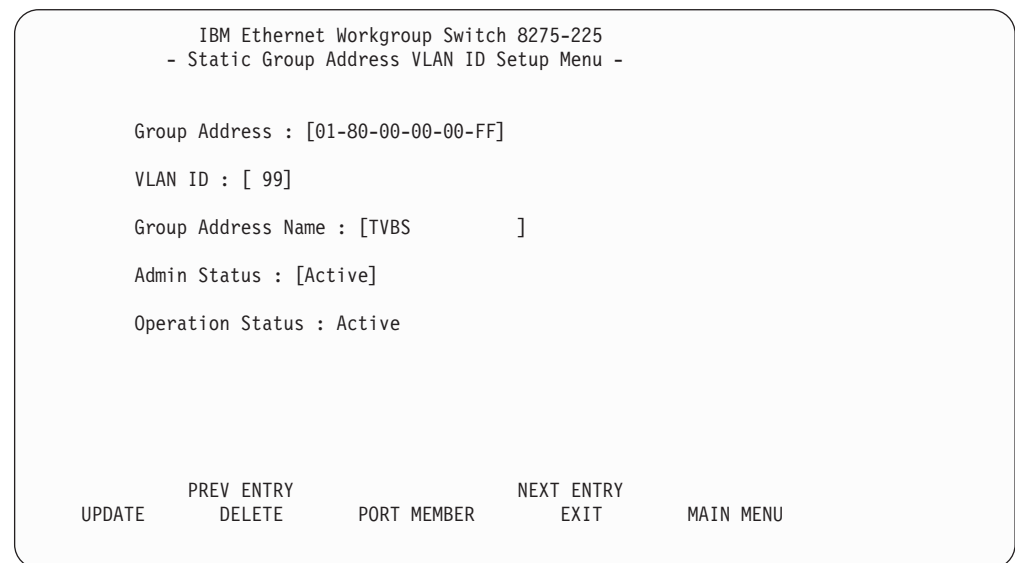 IBM Ethernet Workgroup Switch 8275-225
- Static Group Address VLAN ID Setup Menu -
Group Address : [01-80-00-00-00-FF]
VLAN ID : [ 99]
Group Address Name : [TVBS          ]
Admin Status : [Active]
Operation Status : Active
PREV ENTRY NEXT ENTRY
UPDATE DELETE PORT MEMBER EXIT MAIN MENU